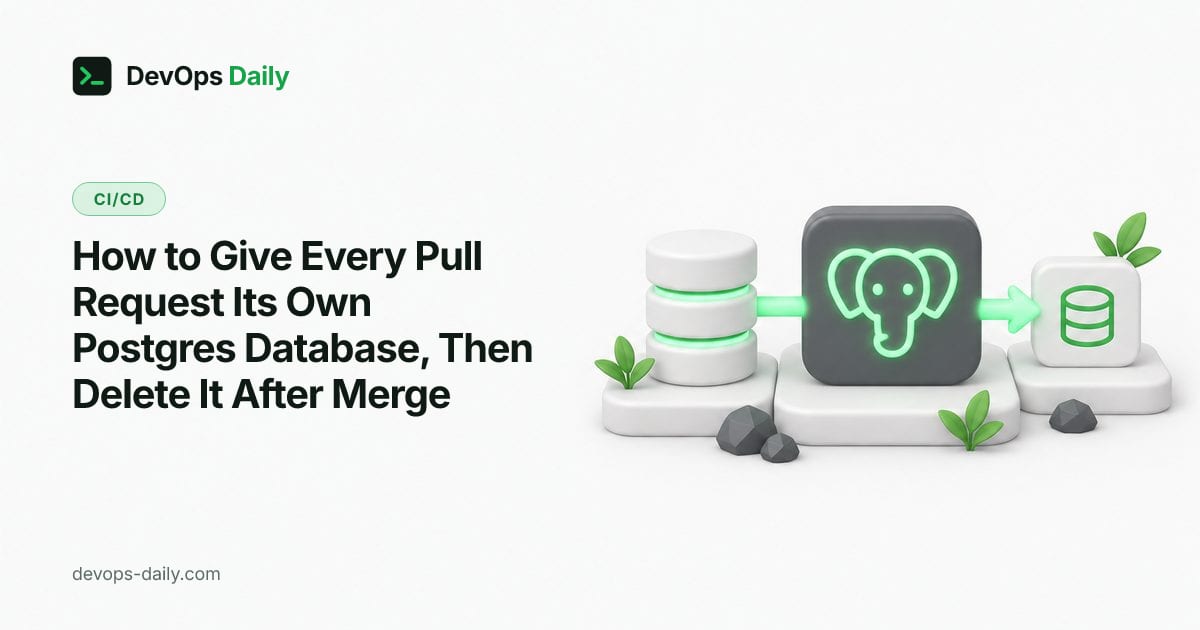 DevOps Daily
CI/CD
How to Give Every Pull
Request Its Own
Postgres Database, Then
Delete It After Merge
devops-daily.com